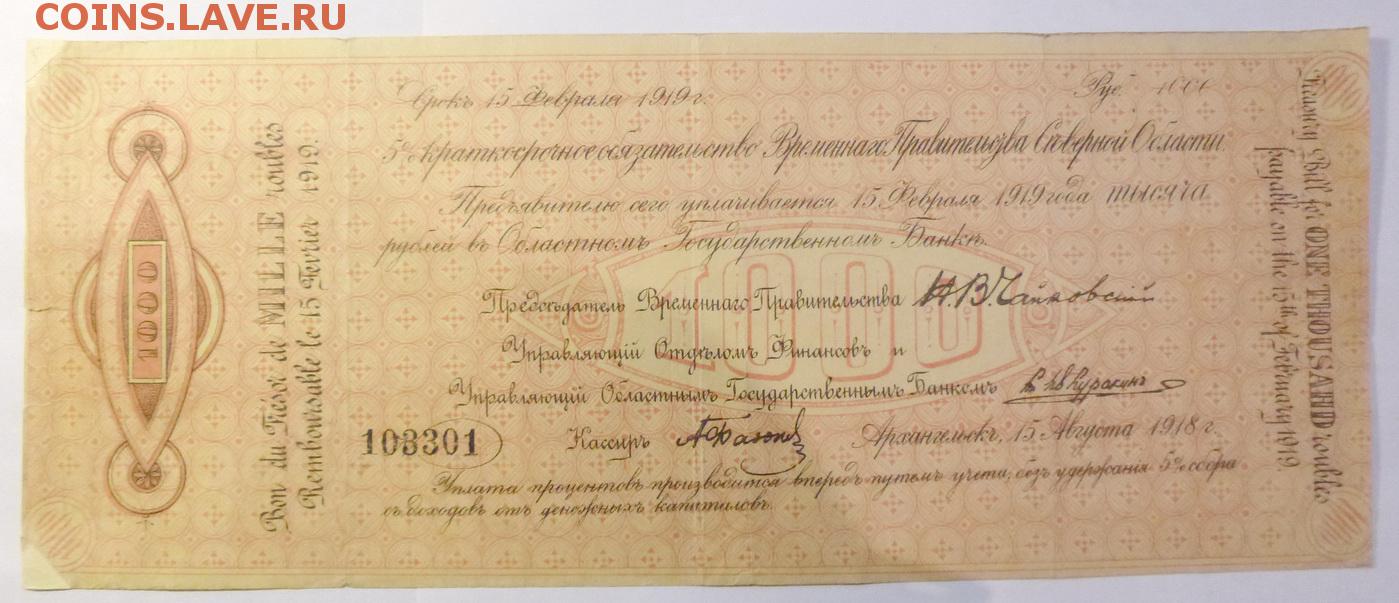 COINS.LAVE.RU
Срокъ 15 Февраля 1919 г.
Руб. 1000
5% краткосрочное обязательство Временнаго Правительства Сѣверной Области.
Предъявителю сего уплачивается 15 Февраля 1919 года тысяча
рублей въ Областномъ Государственномъ Банкѣ.
1000
Предсѣдатель Временнаго Правительства Н. В. Чайковскій
Управляющій Отдѣломъ Финансовъ и
Управляющій Областнымъ Государственнымъ Банкомъ
103301
Кассиръ
Архангельскъ, 15 Августа 1918 г.
Уплата процентовъ производится впередъ путемъ учета, безъ удержанія 5% сбора
съ доходовъ отъ денежныхъ капиталовъ.
1000
Bon du Trésor de MILLE roubles
Remboursable le 15 Fevrier 1919.
Treasury Bill for ONE THOUSAND roubles
payable on the 15th of February 1919.